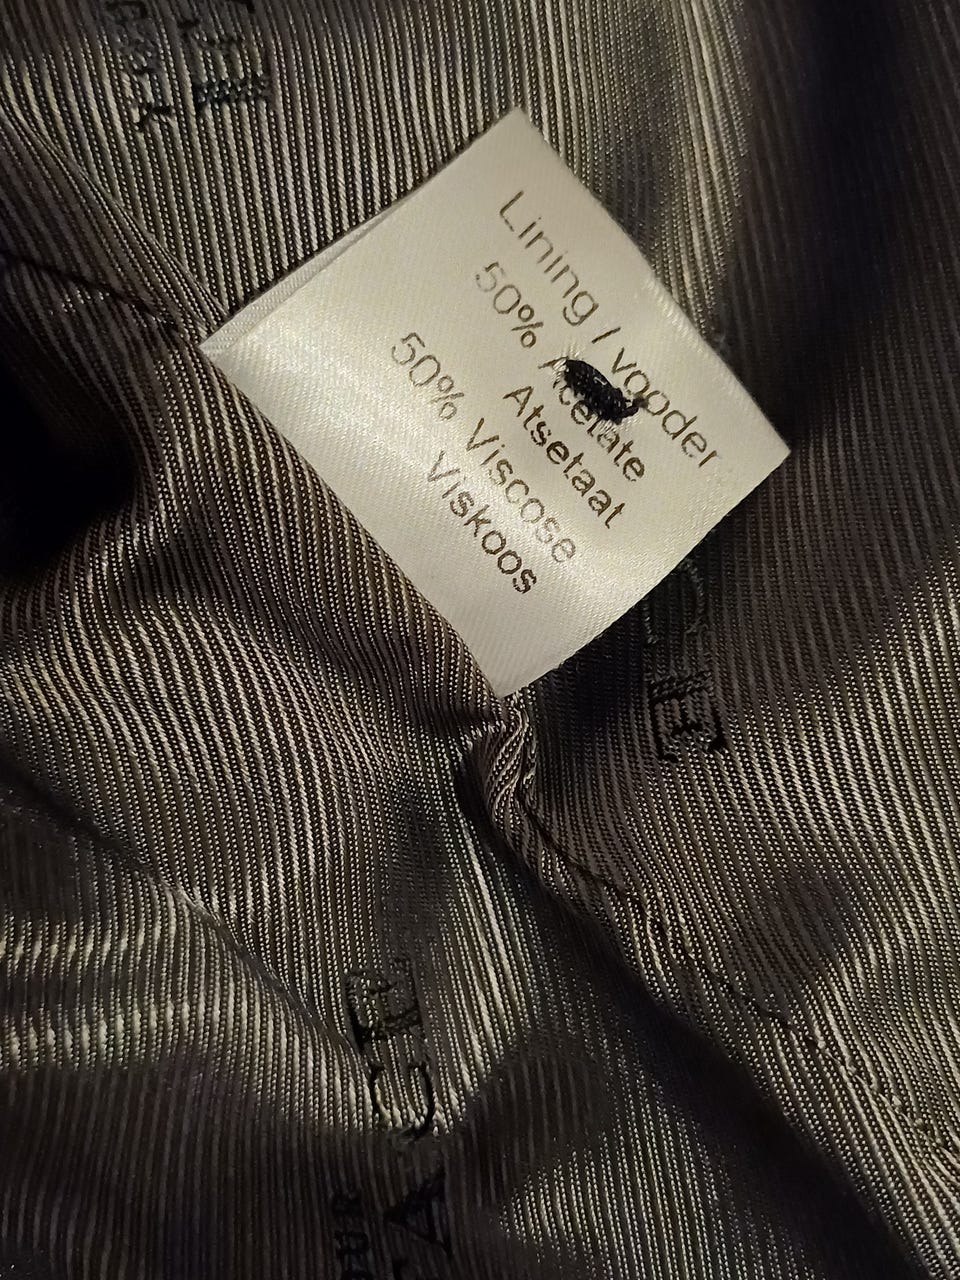 Lining / vooder
50% Acetate
Atsetaat
50% Viscose
Viskoos